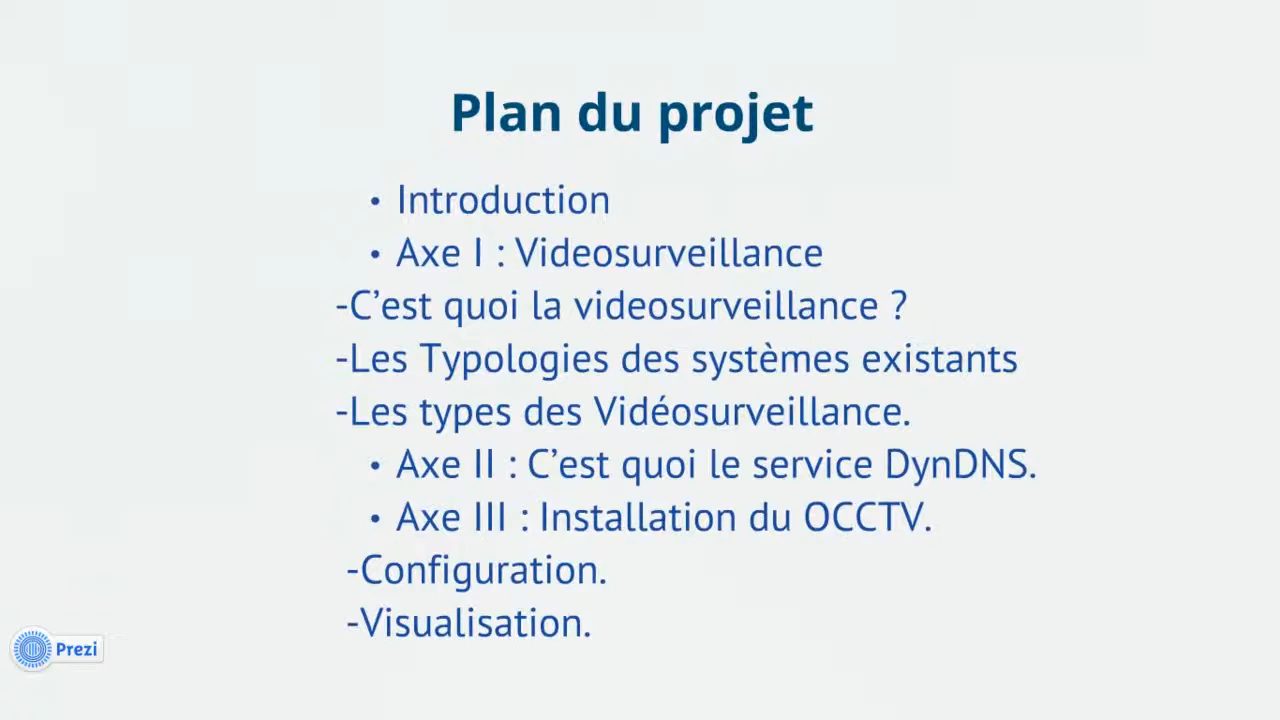 Plan du projet
• Introduction
• Axe I : Videosurveillance
-C’est quoi la videosurveillance ?
-Les Typologies des systèmes existants
-Les types des Vidéosurveillance.
• Axe II : C’est quoi le service DynDNS.
• Axe III : Installation du OCCTV.
-Configuration.
-Visualisation.
Prezi